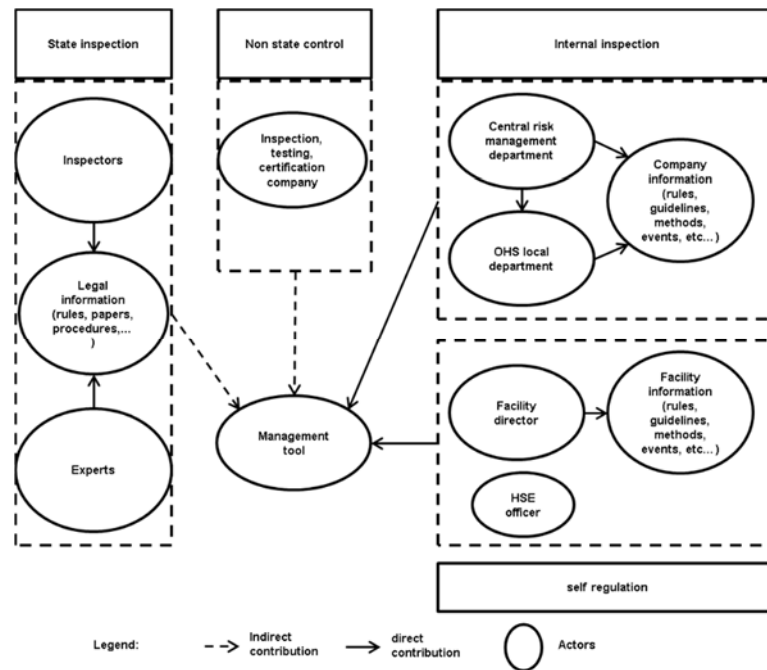 State inspection
Non state control
Internal inspection
Inspectors
Legal
information
(rules, papers,
procedures,...
)
Experts
Inspection,
testing,
certification
company
Management
tool
Central risk
management
department
OHS local
department
Company
information
(rules,
guidelines,
methods,
events, etc...)
Facility
director
HSE
officer
Facility
information
(rules,
guidelines,
methods,
events, etc...)
self regulation
Legend:
Indirect
contribution
direct
contribution
Actors